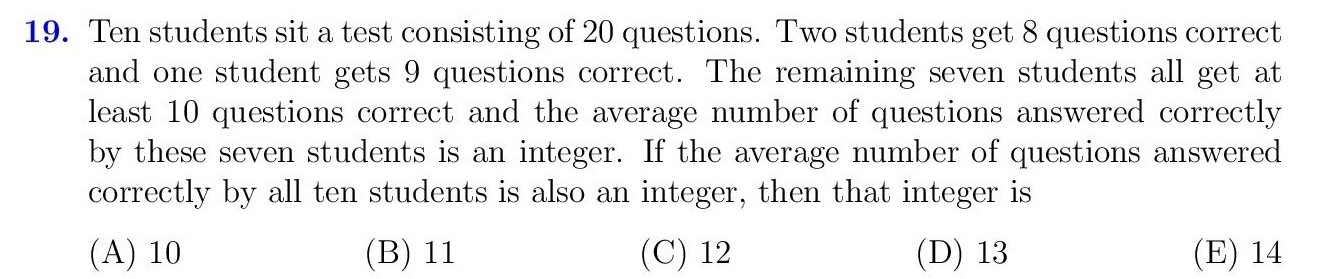 19. Ten students sit a test consisting of 20 questions. Two students get 8 questions correct
and one student gets 9 questions correct. The remaining seven students all get at
least 10 questions correct and the average number of questions answered correctly
by these seven students is an integer. If the average number of questions answered
correctly by all ten students is also an integer, then that integer is
(A) 10 (B) 11 (C) 12 (D) 13 (E) 14